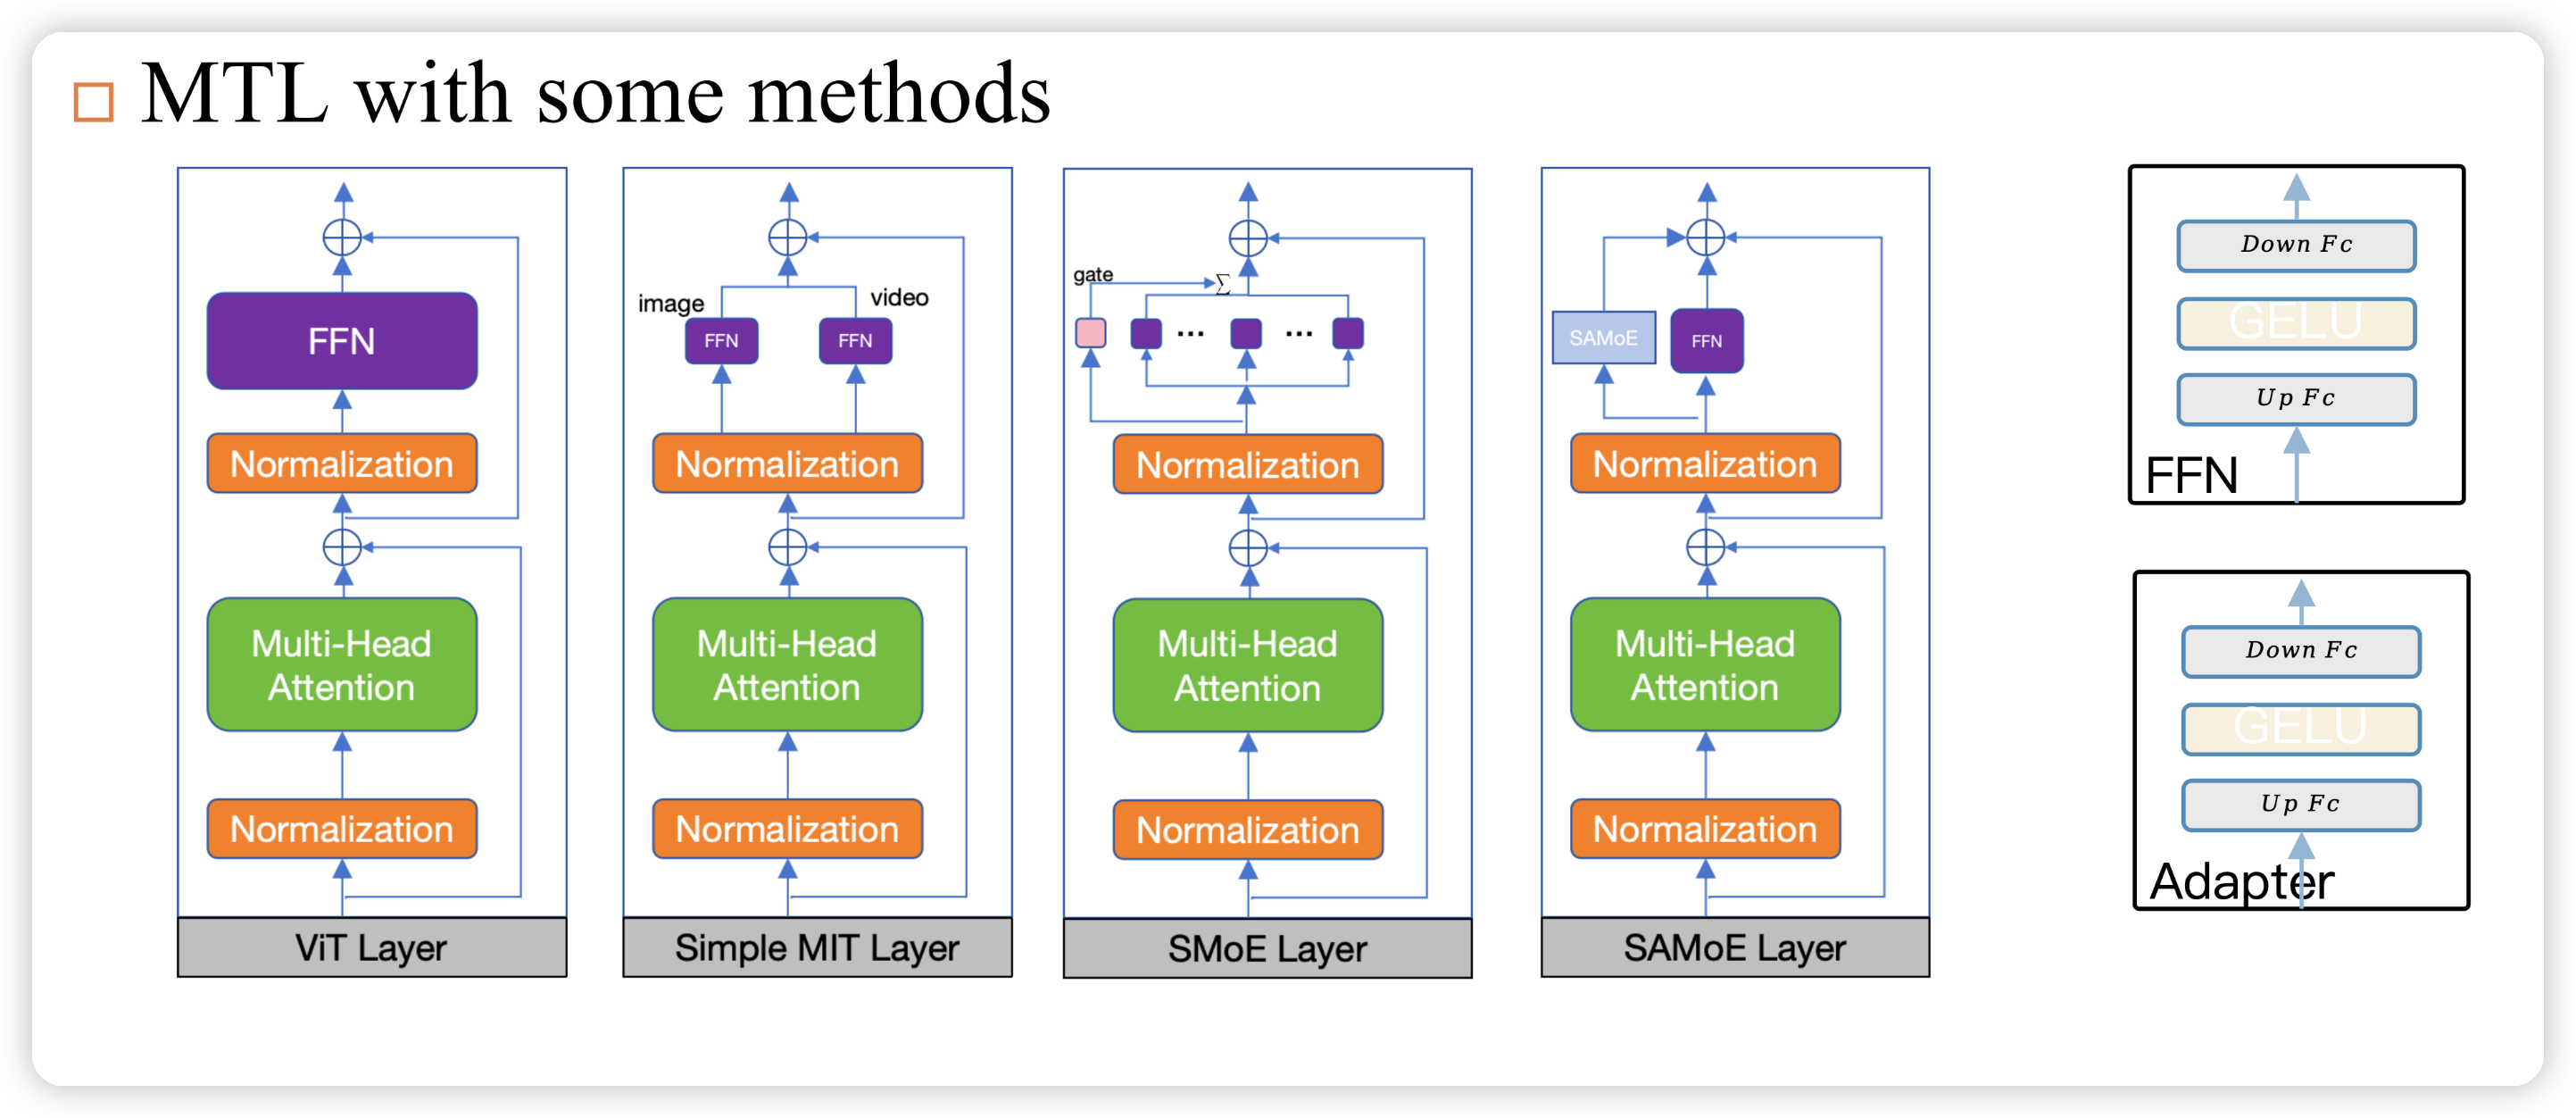 MTL with some methods
FFN
Normalization
Multi-Head
Attention
Normalization
ViT Layer
image
video
FFN
FFN
Normalization
Multi-Head
Attention
Normalization
Simple MIT Layer
gate
Σ
...
...
Normalization
Multi-Head
Attention
Normalization
SMoE Layer
SAMoE
FFN
Normalization
Multi-Head
Attention
Normalization
SAMoE Layer
Down Fc
GELU
Up Fc
FFN
Down Fc
GELU
Up Fc
Adapter